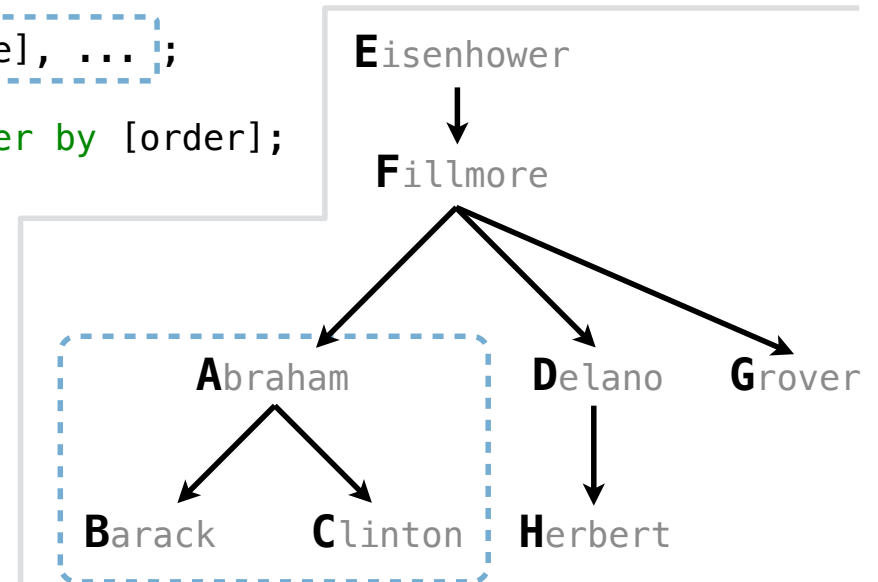 e], ... ;
er by [order];
Eisenhower
Fillmore
Abraham
Delano
Grover
Barack
Clinton
Herbert